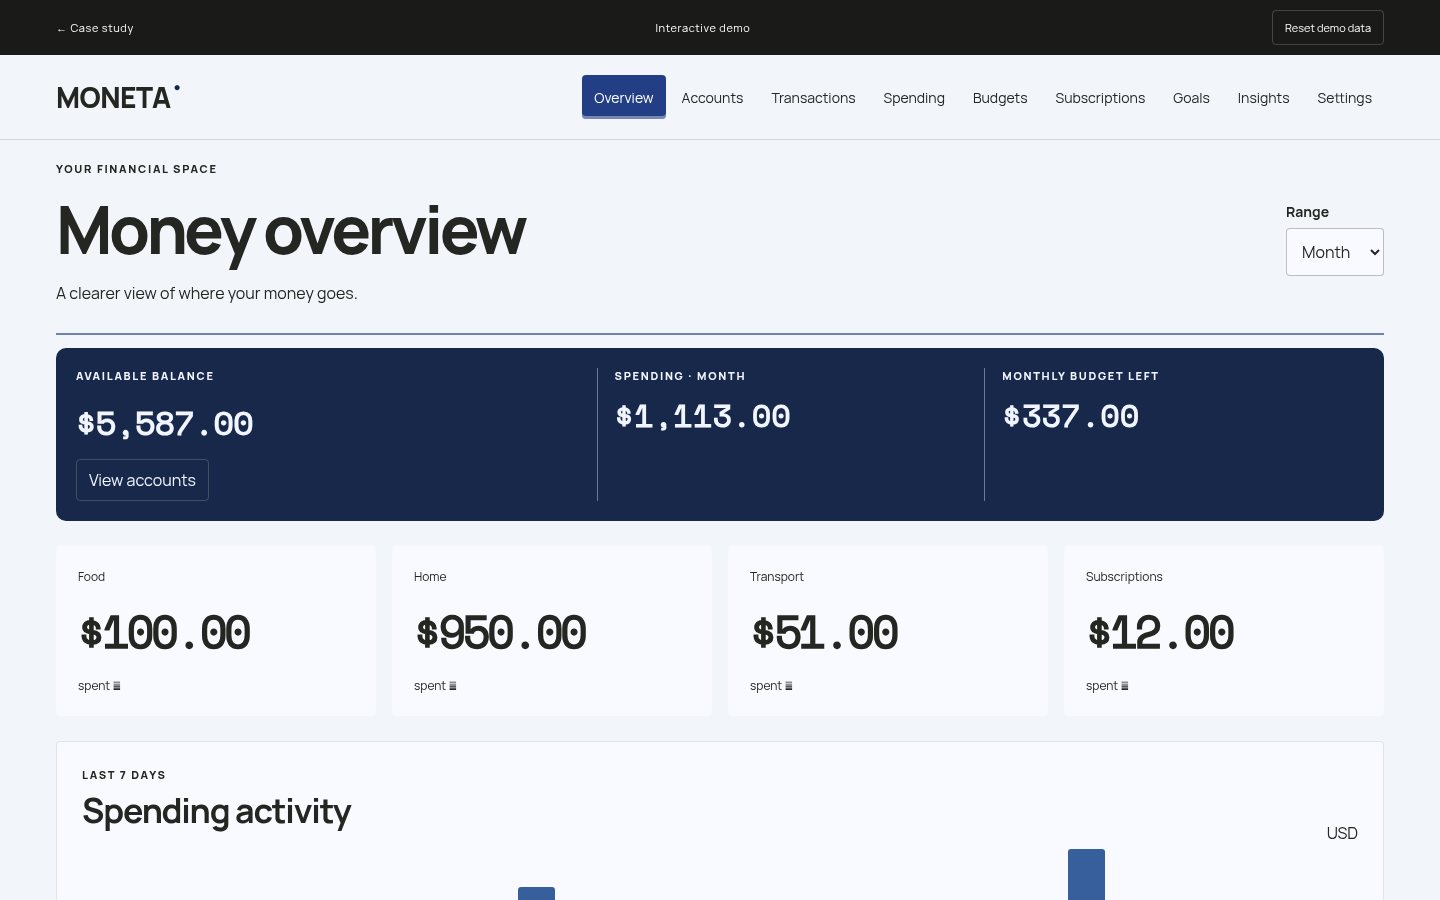 ← Case study
Interactive demo
Reset demo data
MONETA
Overview
Accounts
Transactions
Spending
Budgets
Subscriptions
Goals
Insights
Settings
YOUR FINANCIAL SPACE
Money overview
A clearer view of where your money goes.
Range
Month
AVAILABLE BALANCE
$5,587.00
View accounts
SPENDING · MONTH
$1,113.00
MONTHLY BUDGET LEFT
$337.00
Food
$100.00
spent
Home
$950.00
spent
Transport
$51.00
spent
Subscriptions
$12.00
spent
LAST 7 DAYS
Spending activity
USD